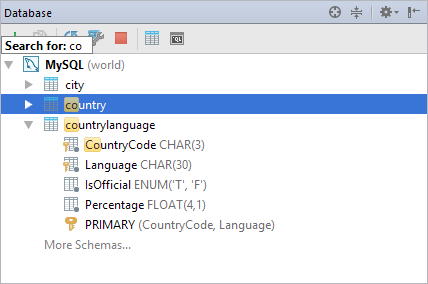 Database
Search for: co
MySQL (world)
city
country
countrylanguage
CountryCode CHAR(3)
Language CHAR(30)
IsOfficial ENUM('T', 'F')
Percentage FLOAT(4,1)
PRIMARY (CountryCode, Language)
More Schemas...